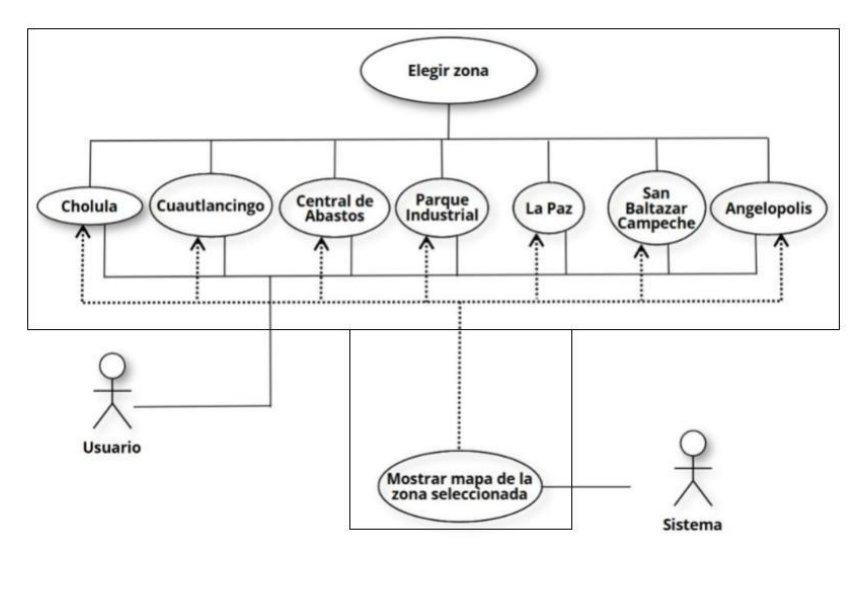 Elegir zona
Cholula
Cuautlancingo
Central de
Abastos
Parque
Industrial
La Paz
San
Baltazar
Campeche
Angelopolis
Usuario
Mostrar mapa de la
zona seleccionada
Sistema